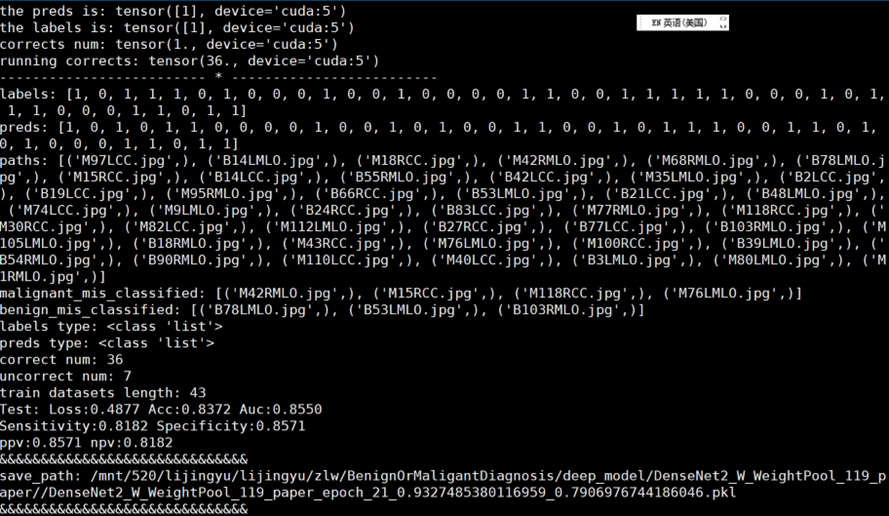 the preds is: tensor([1], device='cuda:5')
the labels is: tensor([1], device='cuda:5')
EN 英语(美国)
corrects num: tensor(1., device='cuda:5')
running corrects: tensor(36., device='cuda:5')
------------------------- * -------------------------
labels: [1, 0, 1, 1, 1, 0, 1, 0, 0, 0, 1, 0, 0, 1, 0, 0, 0, 0, 1, 1, 0, 0, 1, 1, 1, 1, 1, 0, 0, 0, 1, 0, 1,
1, 1, 0, 0, 0, 1, 1, 0, 1, 1]
preds: [1, 0, 1, 0, 1, 1, 0, 0, 0, 0, 1, 0, 0, 1, 0, 1, 0, 0, 1, 1, 0, 0, 1, 0, 1, 1, 1, 0, 0, 1, 1, 0, 1,
0, 1, 0, 0, 0, 1, 1, 0, 1, 1]
paths: [('M97LCC.jpg',), ('B14LMLO.jpg',), ('M18RCC.jpg',), ('M42RMLO.jpg',), ('M68RMLO.jpg',), ('B78LMLO.j
pg',), ('M15RCC.jpg',), ('B14LCC.jpg',), ('B55RMLO.jpg',), ('B42LCC.jpg',), ('M35LMLO.jpg',), ('B2LCC.jpg',
), ('B19LCC.jpg',), ('M95RMLO.jpg',), ('B66RCC.jpg',), ('B53LMLO.jpg',), ('B21LCC.jpg',), ('B48LMLO.jpg',),
('M74LCC.jpg',), ('M9LMLO.jpg',), ('B24RCC.jpg',), ('B83LCC.jpg',), ('M77RMLO.jpg',), ('M118RCC.jpg',), ('
M30RCC.jpg',), ('M82LCC.jpg',), ('M112LMLO.jpg',), ('B27RCC.jpg',), ('B77LCC.jpg',), ('B103RMLO.jpg',), ('M
105LMLO.jpg',), ('B18RMLO.jpg',), ('M43RCC.jpg',), ('M76LMLO.jpg',), ('M100RCC.jpg',), ('B39LMLO.jpg',), ('
B54RMLO.jpg',), ('B90RMLO.jpg',), ('M110LCC.jpg',), ('M40LCC.jpg',), ('B3LMLO.jpg',), ('M80LMLO.jpg',), ('M
1RMLO.jpg',)]
malignant_mis_classified: [('M42RMLO.jpg',), ('M15RCC.jpg',), ('M118RCC.jpg',), ('M76LMLO.jpg',)]
benign_mis_classified: [('B78LMLO.jpg',), ('B53LMLO.jpg',), ('B103RMLO.jpg',)]
labels type: <class 'list'>
preds type: <class 'list'>
correct num: 36
uncorrect num: 7
train datasets length: 43
Test: Loss:0.4877 Acc:0.8372 Auc:0.8550
Sensitivity:0.8182 Specificity:0.8571
ppv:0.8571 npv:0.8182
&&&&&&&&&&&&&&&&&&&&&&&&&&&&&&
save_path: /mnt/520/lijingyu/lijingyu/zlw/BenignOrMaligantDiagnosis/deep_model/DenseNet2_W_WeightPool_119_p
aper//DenseNet2_W_WeightPool_119_paper_epoch_21_0.9327485380116959_0.7906976744186046.pkl
&&&&&&&&&&&&&&&&&&&&&&&&&&&&&&